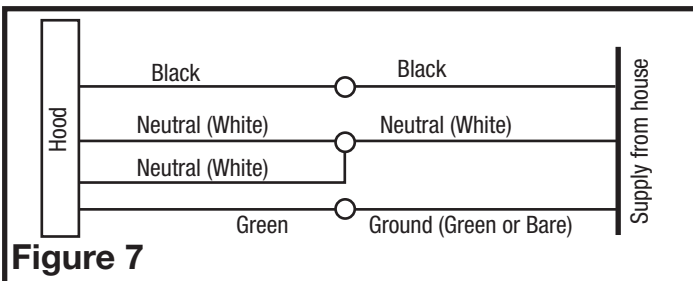 Black
Black
Neutral (White)
Neutral (White)
Neutral (White)
Green
Ground (Green or Bare)
Hood
Supply from house
Figure 7